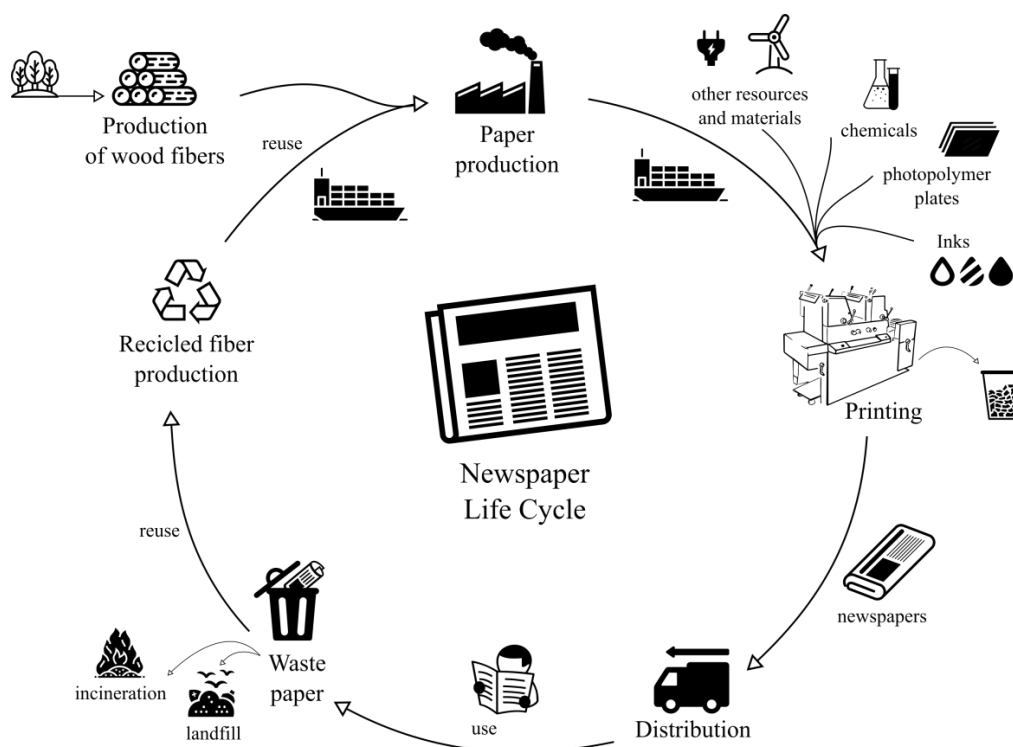 Production
of wood fibers
reuse
Paper
production
other resources
and materials
chemicals
photopolymer
plates
Inks
Printing
newspapers
Distribution
use
Waste
paper
incineration
landfill
reuse
Recicled fiber
production
Newspaper
Life Cycle